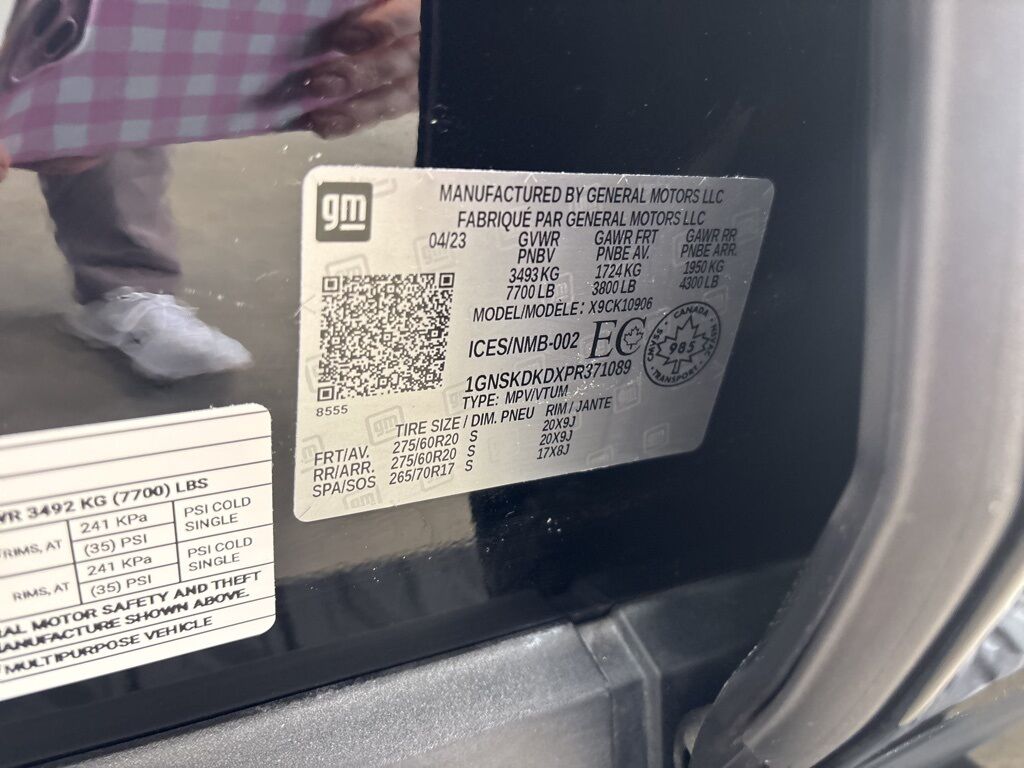 gm
MANUFACTURED BY GENERAL MOTORS LLC
FABRIQUÉ PAR GENERAL MOTORS LLC
04/23 GVWR GAWR FRT GAWR RR
PNBV PNBE AV. PNBE ARR.
3493 KG 1724 KG 1950 KG
7700 LB 3800 LB 4300 LB
MODEL/MODÈLE: X9CK10906
ICES/NMB-002 EC
CANADA
985
TRANSPORT
1GNSKDKDXPR371089
TYPE: MPV/VTUM
8555
TIRE SIZE / DIM. PNEU RIM / JANTE
FRT/AV. 275/60R20 S 20X9J
RR/ARR. 275/60R20 S 20X9J
SPA/SOS 265/70R17 S 17X8J
3492 KG (7700) LBS
RIMS, AT 241 KPa PSI COLD
(35) PSI SINGLE
RIMS, AT 241 KPa PSI COLD
(35) PSI SINGLE
MOTOR SAFETY AND THEFT
MANUFACTURE SHOWN ABOVE.
MULTIPURPOSE VEHICLE